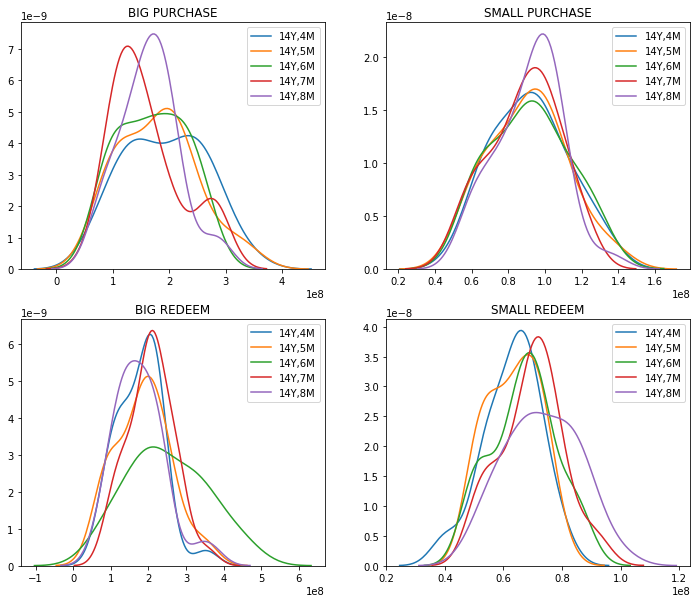 1e−9
BIG PURCHASE
7
6
5
4
3
2
1
0
0
1
2
3
4
1e8
14Y,4M
14Y,5M
14Y,6M
14Y,7M
14Y,8M
1e−8
SMALL PURCHASE
2.0
1.5
1.0
0.5
0.0
0.2
0.4
0.6
0.8
1.0
1.2
1.4
1.6
1e8
14Y,4M
14Y,5M
14Y,6M
14Y,7M
14Y,8M
1e−9
BIG REDEEM
6
5
4
3
2
1
0
−1
0
1
2
3
4
5
6
1e8
14Y,4M
14Y,5M
14Y,6M
14Y,7M
14Y,8M
1e−8
SMALL REDEEM
4.0
3.5
3.0
2.5
2.0
1.5
1.0
0.5
0.0
0.2
0.4
0.6
0.8
1.0
1.2
1e8
14Y,4M
14Y,5M
14Y,6M
14Y,7M
14Y,8M